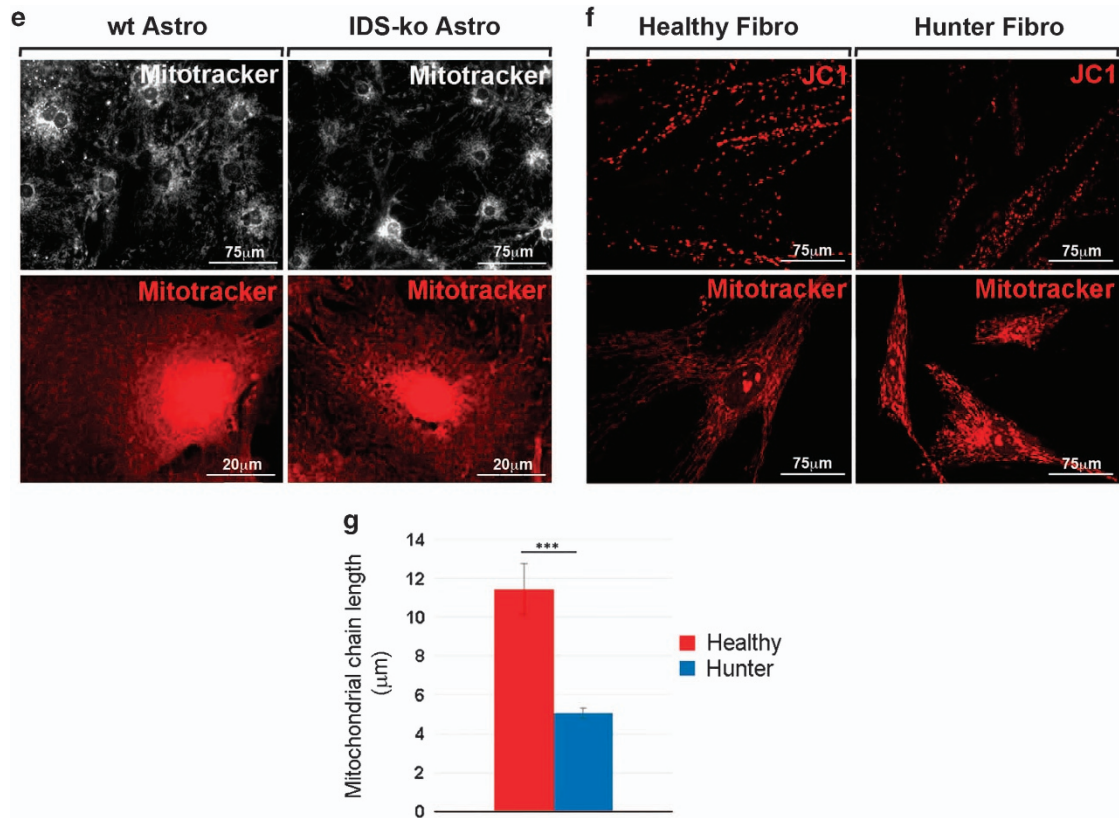 e
wt Astro
IDS-ko Astro
f
Healthy Fibro
Hunter Fibro
Mitotracker
Mitotracker
JC1
JC1
75µm
75µm
75µm
75µm
Mitotracker
Mitotracker
Mitotracker
Mitotracker
20µm
20µm
75µm
75µm
g
Mitochondrial chain length
(µm)
14
12
10
8
6
4
2
0
***
Healthy
Hunter